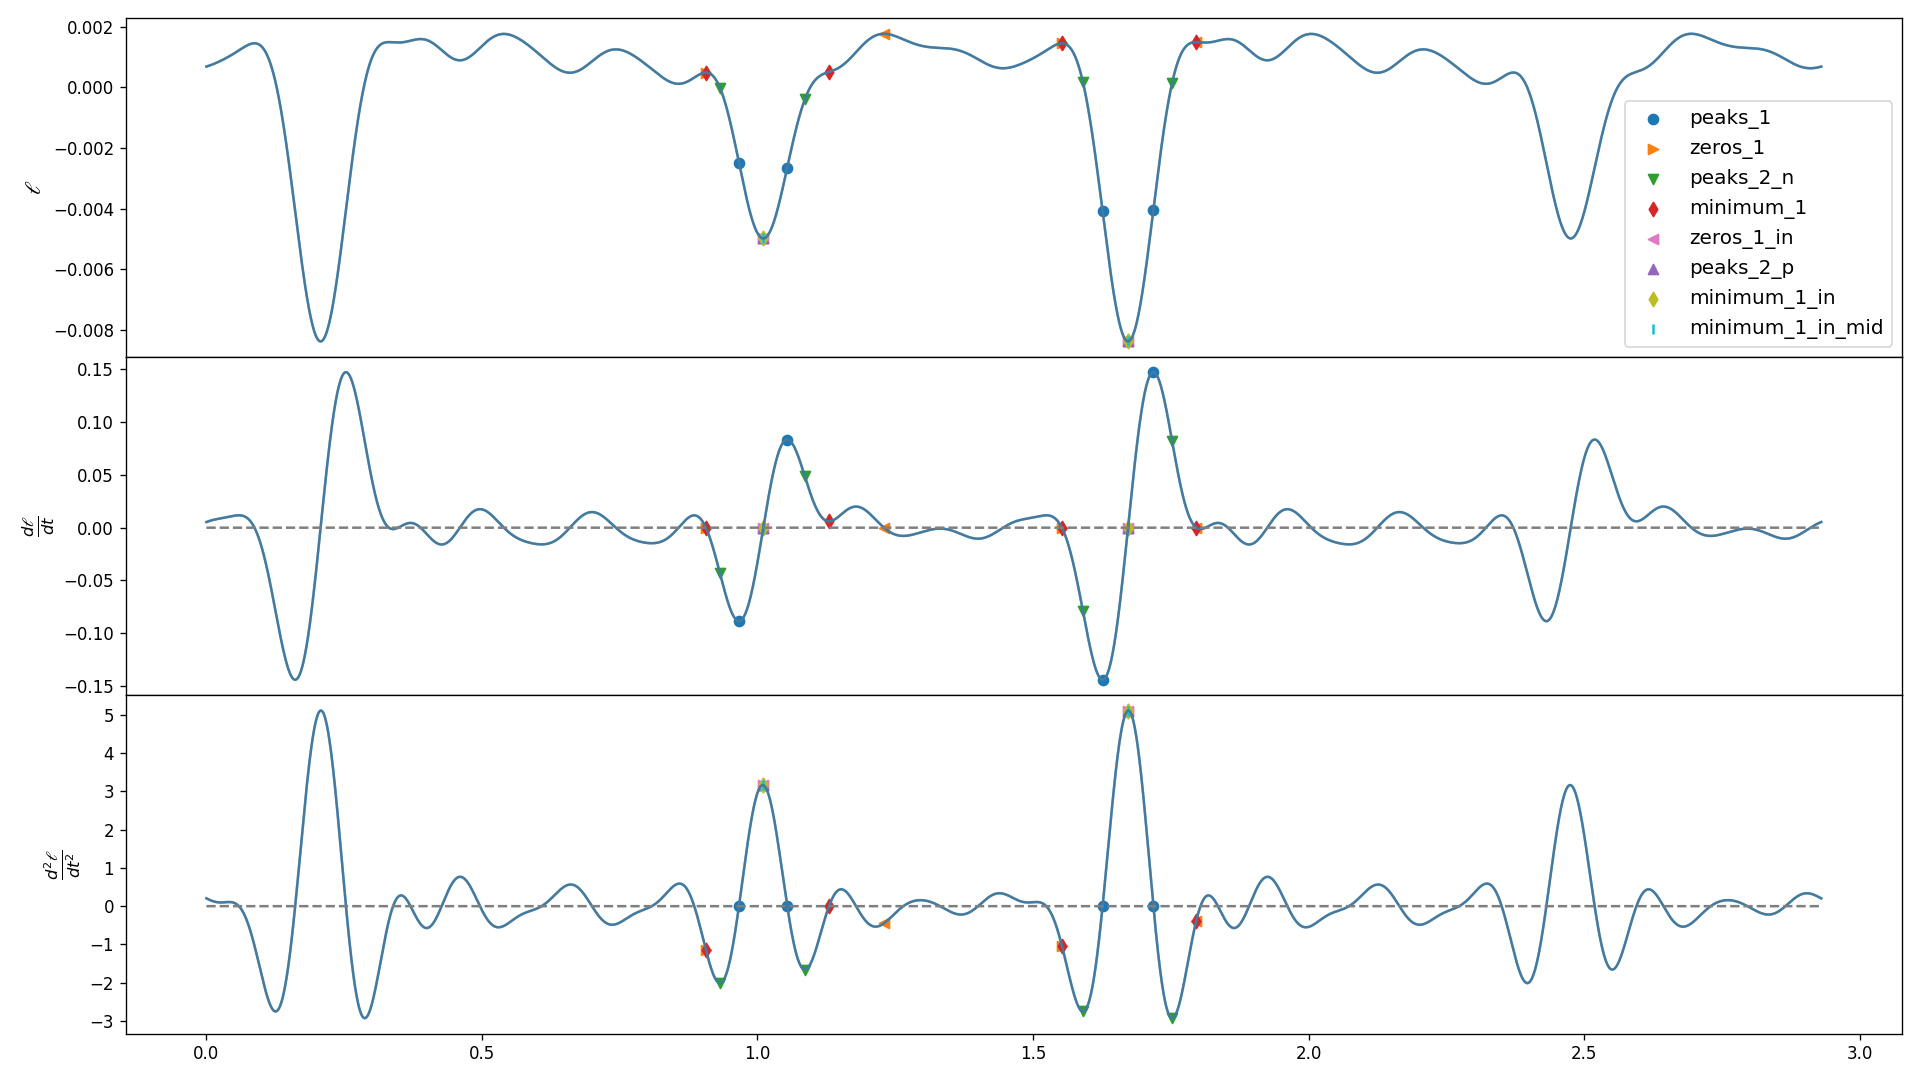 0.002
0.000
−0.002
−0.004
−0.006
−0.008
ℓ
peaks_1
zeros_1
peaks_2_n
minimum_1
zeros_1_in
peaks_2_p
minimum_1_in
minimum_1_in_mid
0.15
0.10
0.05
0.00
−0.05
−0.10
−0.15
dℓ
dt
5
4
3
2
1
0
−1
−2
−3
d²ℓ
dt²
0.0 0.5 1.0 1.5 2.0 2.5 3.0